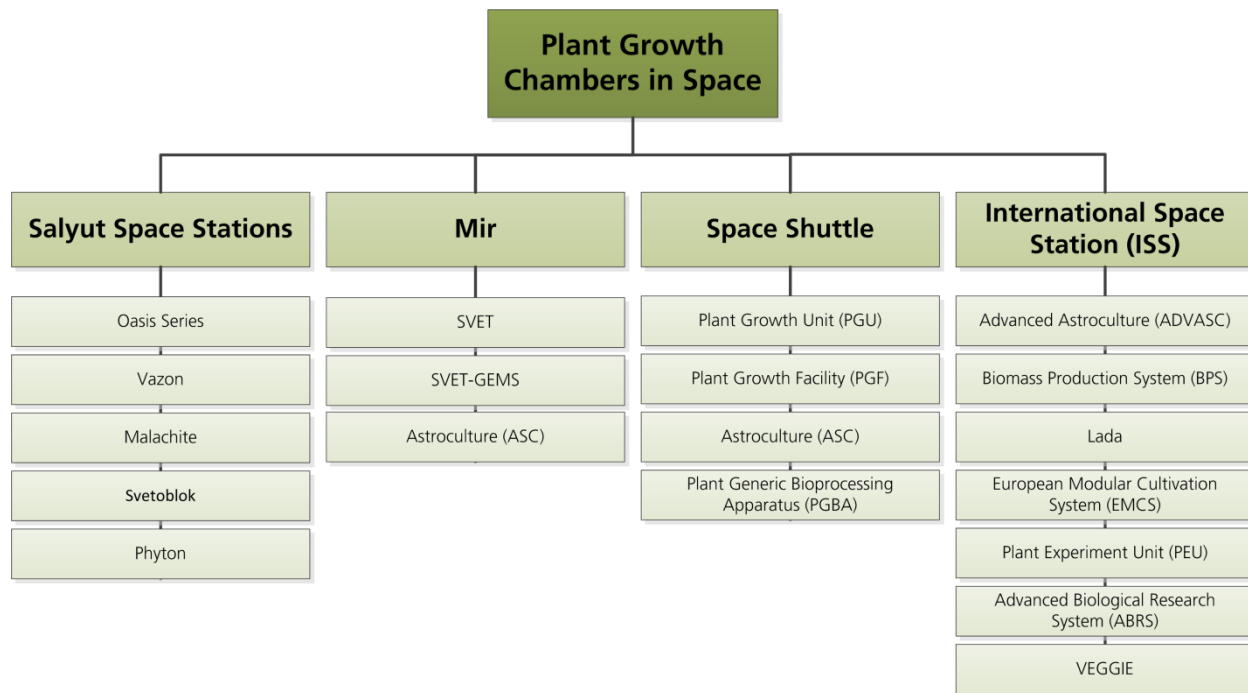 Plant Growth
Chambers in Space
Salyut Space Stations
Oasis Series
Vazon
Malachite
Svetoblok
Phyton
Mir
SVET
SVET-GEMS
Astroculture (ASC)
Space Shuttle
Plant Growth Unit (PGU)
Plant Growth Facility (PGF)
Astroculture (ASC)
Plant Generic Bioprocessing
Apparatus (PGBA)
International Space
Station (ISS)
Advanced Astroculture (ADVASC)
Biomass Production System (BPS)
Lada
European Modular Cultivation
System (EMCS)
Plant Experiment Unit (PEU)
Advanced Biological Research
System (ABRS)
VEGGIE